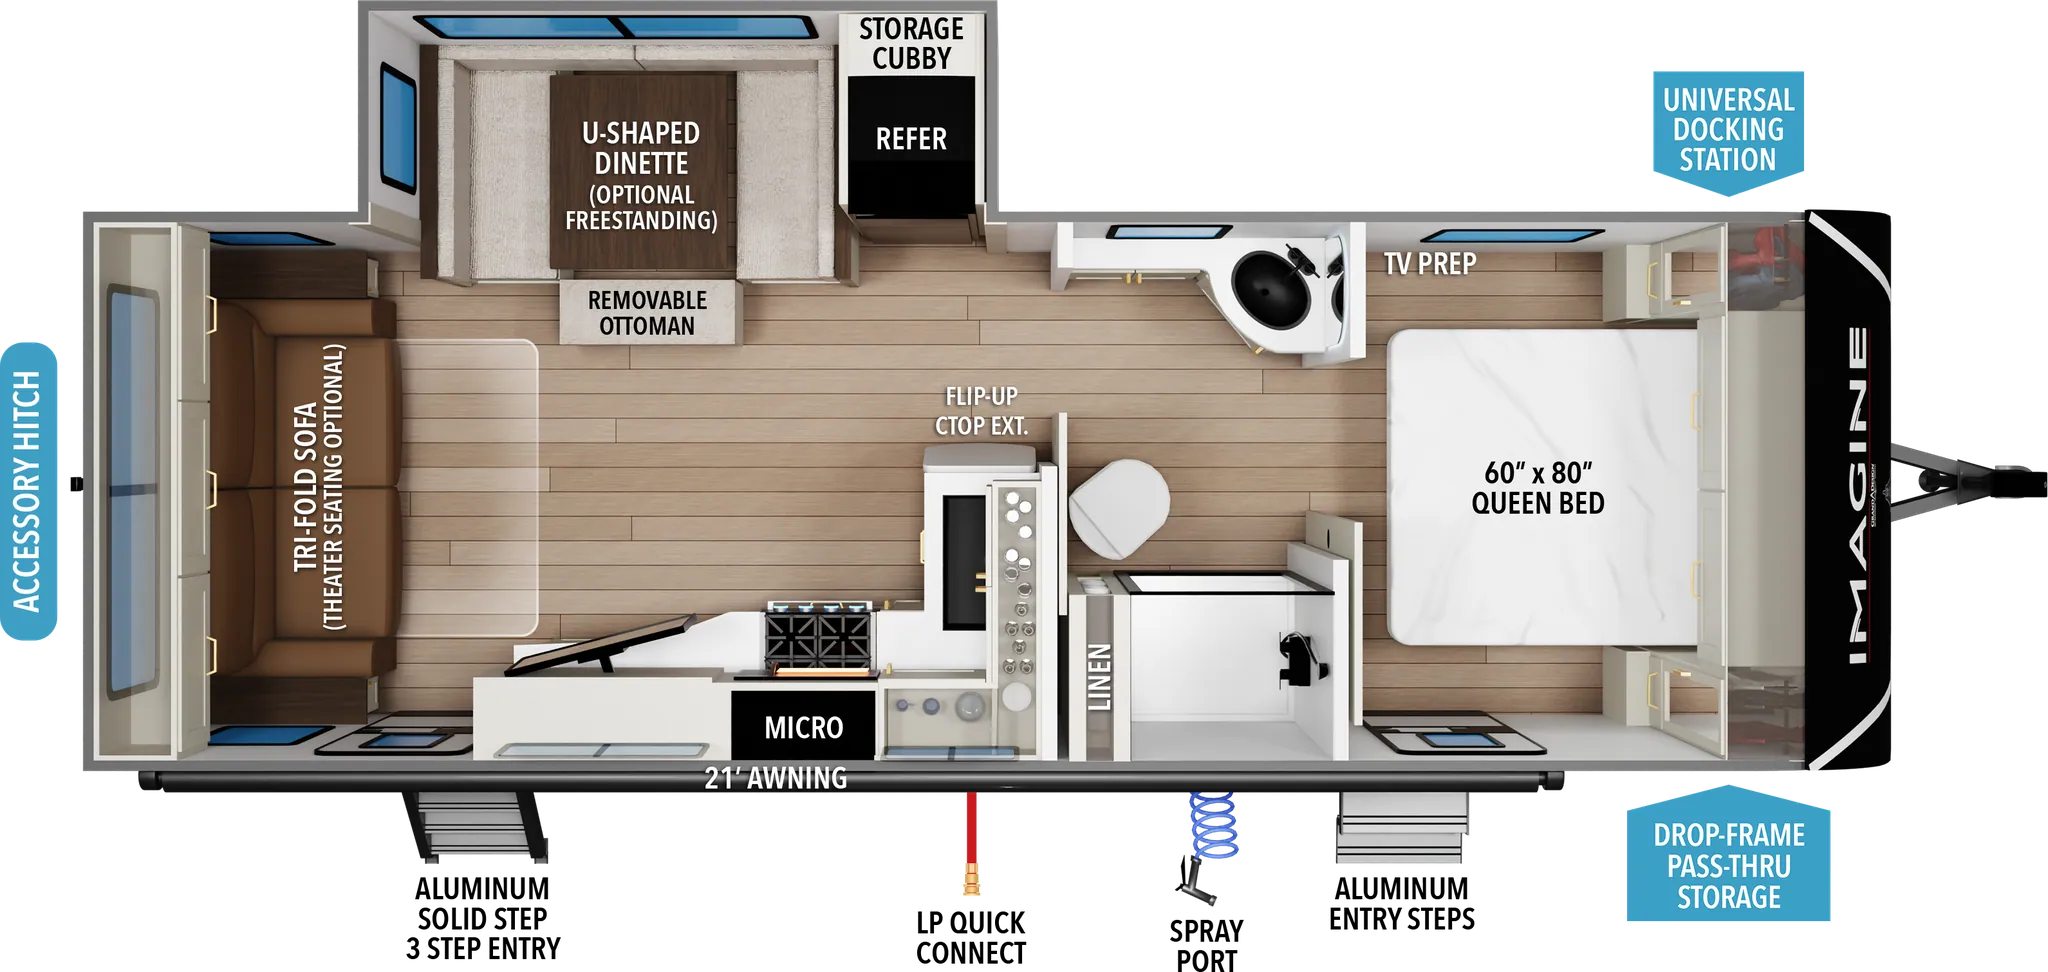 STORAGE
CUBBY
REFER
U-SHAPED
DINETTE
(OPTIONAL
FREESTANDING)
REMOVABLE
OTTOMAN
UNIVERSAL
DOCKING
STATION
TV PREP
ACCESSORY HITCH
TRI-FOLD SOFA
(THEATER SEATING OPTIONAL)
FLIP-UP
CTOP EXT.
60” x 80”
QUEEN BED
IMAGINE
GRAND DESIGN
LINEN
MICRO
21’ AWNING
ALUMINUM
SOLID STEP
3 STEP ENTRY
LP QUICK
CONNECT
SPRAY
PORT
ALUMINUM
ENTRY STEPS
DROP-FRAME
PASS-THRU
STORAGE